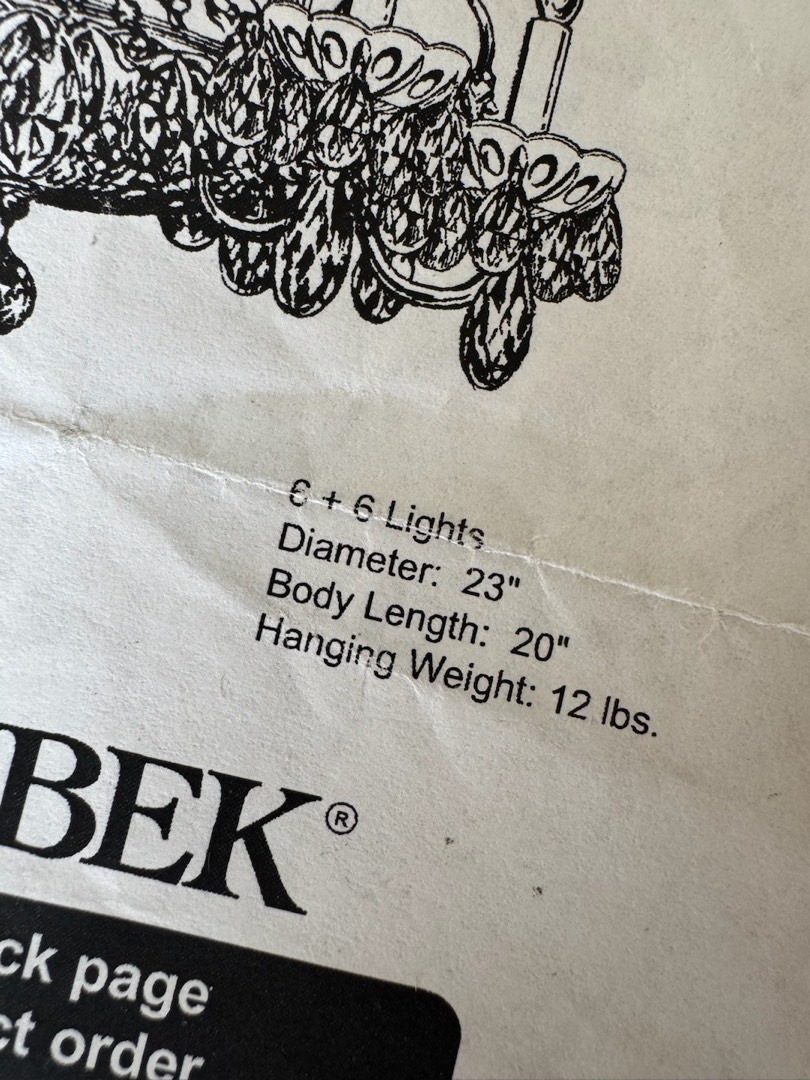 6 + 6 Lights
Diameter: 23"
Body Length: 20"
Hanging Weight: 12 lbs.
BEK®
ck page
ct order